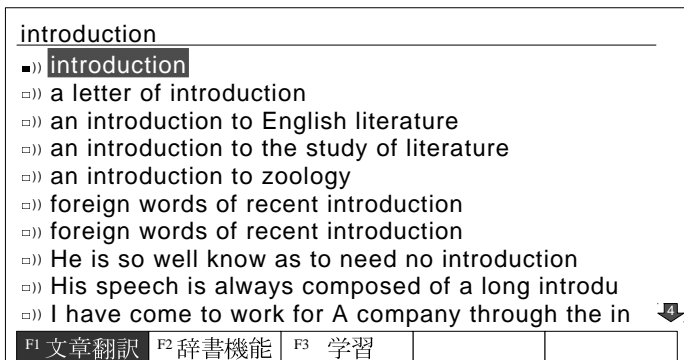 introduction
introduction
a letter of introduction
an introduction to English literature
an introduction to the study of literature
an introduction to zoology
foreign words of recent introduction
foreign words of recent introduction
He is so well know as to need no introduction
His speech is always composed of a long introdu
I have come to work for A company through the in
4
F1 文章翻訳 F2 辞書機能 F3 学習